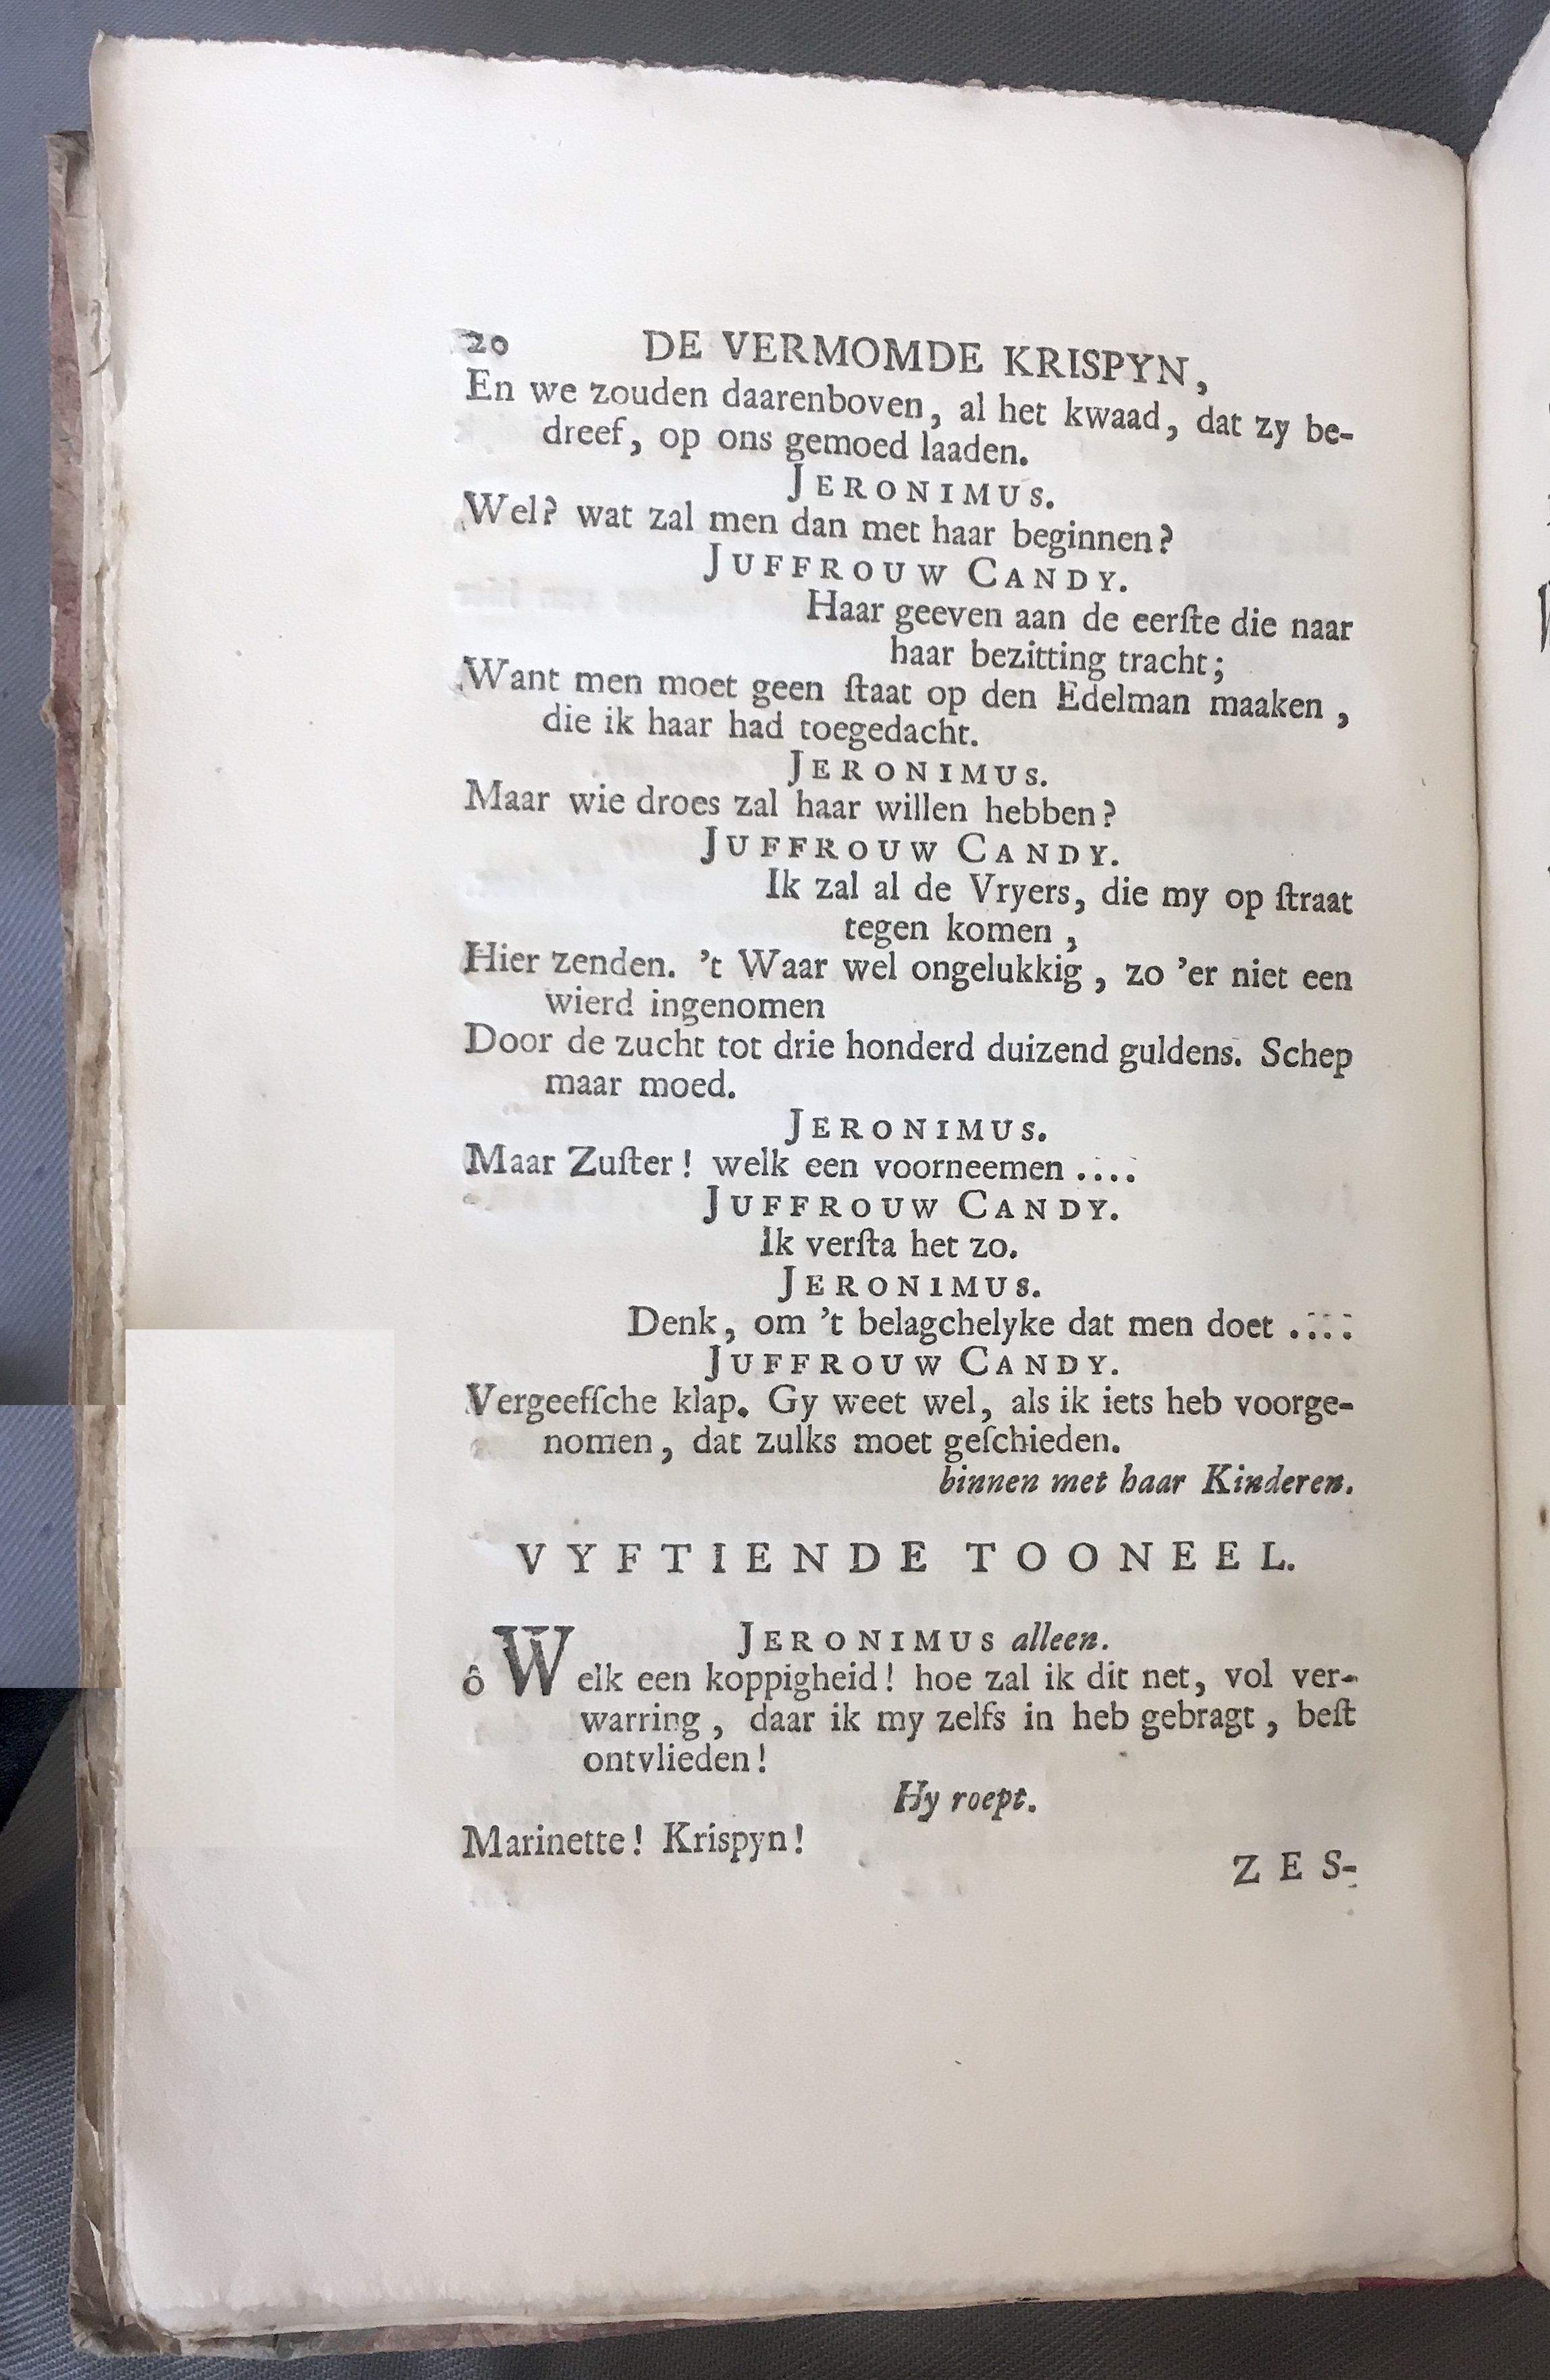 20 DE VERMOMDE KRISPYN,
En we zouden daarenboven, al het kwaad, dat zy be-
dreef, op ons gemoed laaden.
JERONIMUS.
Wel? wat zal men dan met haar beginnen?
JUFFROUW CANDY.
Haar geeven aan de eerſte die naar
haar bezitting tracht;
Want men moet geen ſtaat op den Edelman maaken,
die ik haar had toegedacht.
JERONIMUS.
Maar wie droes zal haar willen hebben?
JUFFROUW CANDY.
Ik zal al de Vryers, die my op ſtraat
tegen komen,
Hier zenden. 't Waar wel ongelukkig, zo 'er niet een
wierd ingenomen
Door de zucht tot drie honderd duizend guldens. Schep
maar moed.
JERONIMUS.
Maar Zuſter! welk een voorneemen ....
JUFFROUW CANDY.
Ik verſta het zo.
JERONIMUS.
Denk, om 't belagchelyke dat men doet ....
JUFFROUW CANDY.
Vergeefſche klap. Gy weet wel, als ik iets heb voorge-
nomen, dat zulks moet geſchieden.
binnen met haar Kinderen.
VYFTIENDE TOONEEL.
JERONIMUS alleen.
ô Welk een koppigheid! hoe zal ik dit net, vol ver-
warring, daar ik my zelfs in heb gebragt, beſt
ontvlieden!
Hy roept.
Marinette! Krispyn!
ZES-